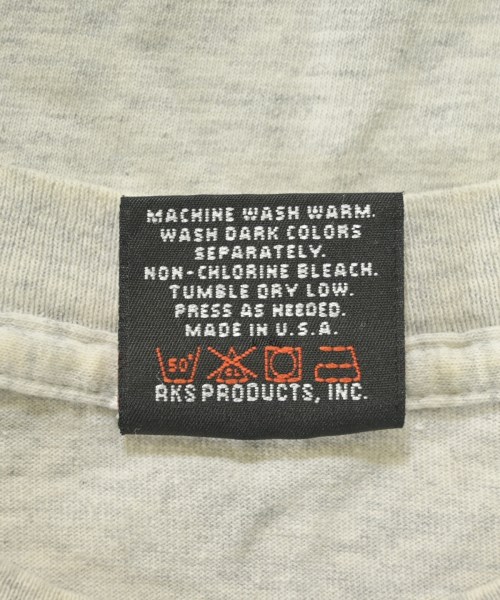 MACHINE WASH WARM.
WASH DARK COLORS
SEPARATELY.
NON-CHLORINE BLEACH.
TUMBLE DRY LOW.
PRESS AS NEEDED.
MADE IN U.S.A.
50° CL
RKS PRODUCTS, INC.